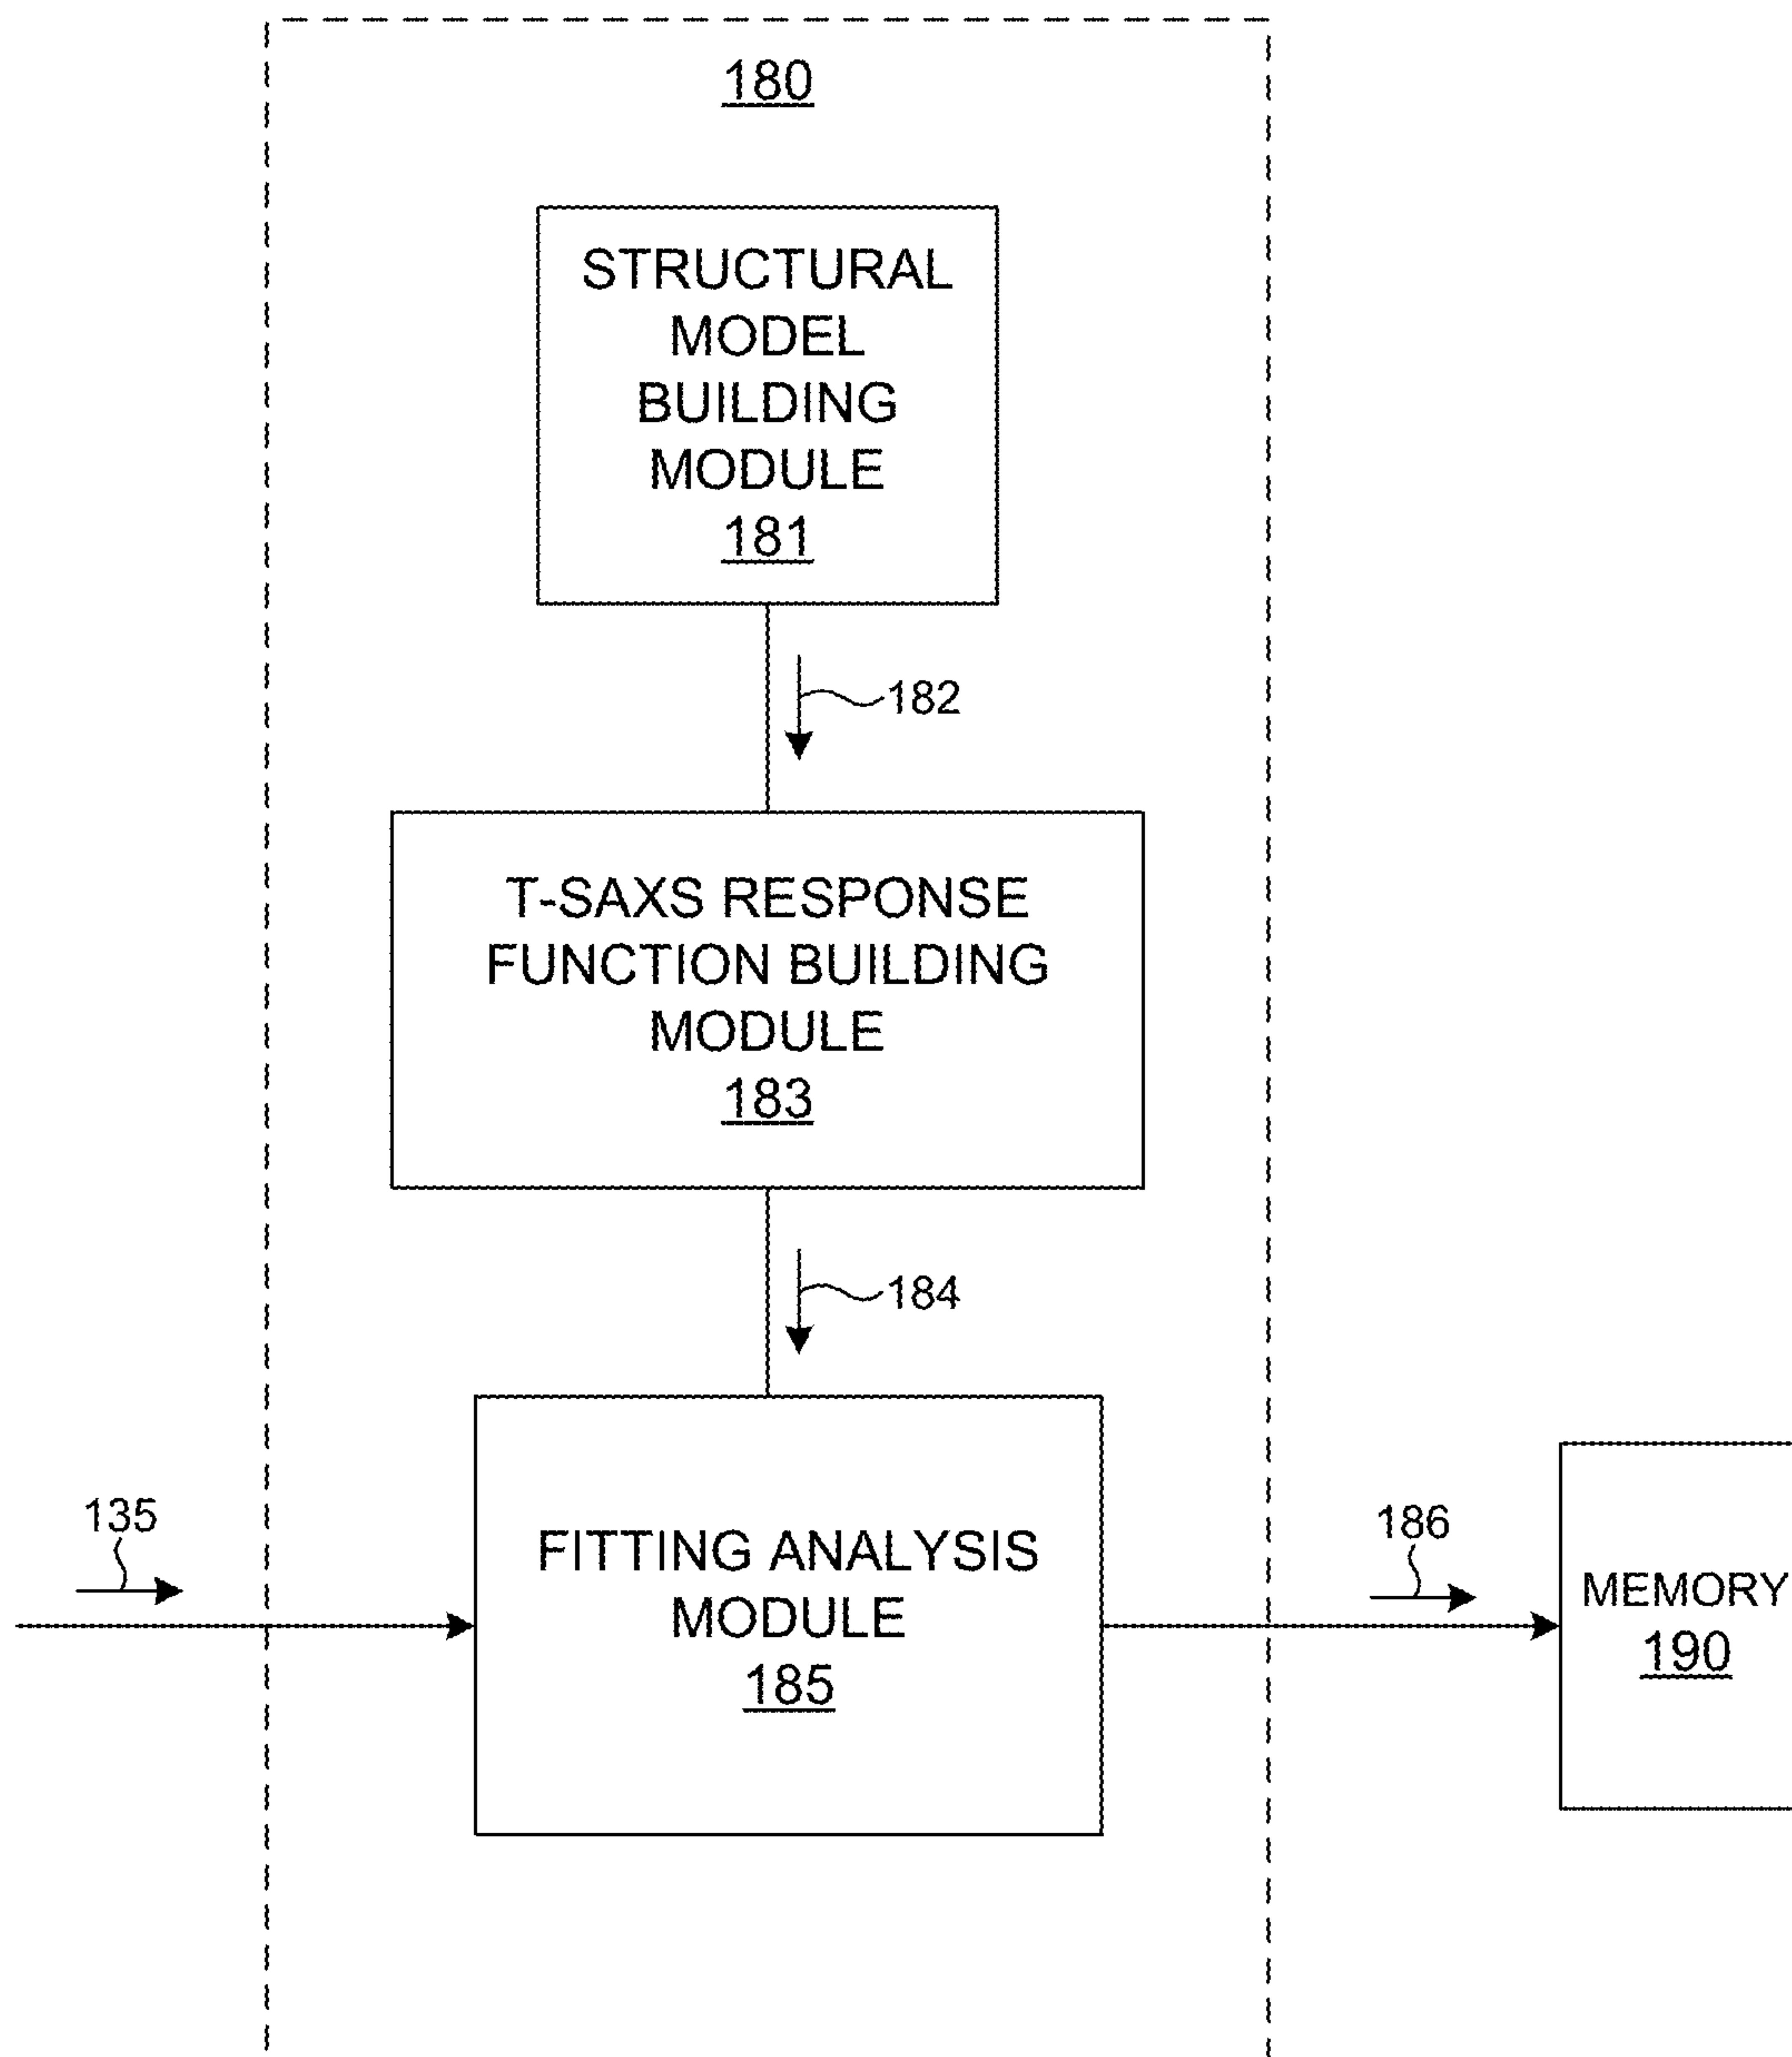 180
STRUCTURAL
MODEL
BUILDING
MODULE
181
182
T-SAXS RESPONSE
FUNCTION BUILDING
MODULE
183
184
135
FITTING ANALYSIS
MODULE
185
186
MEMORY
190